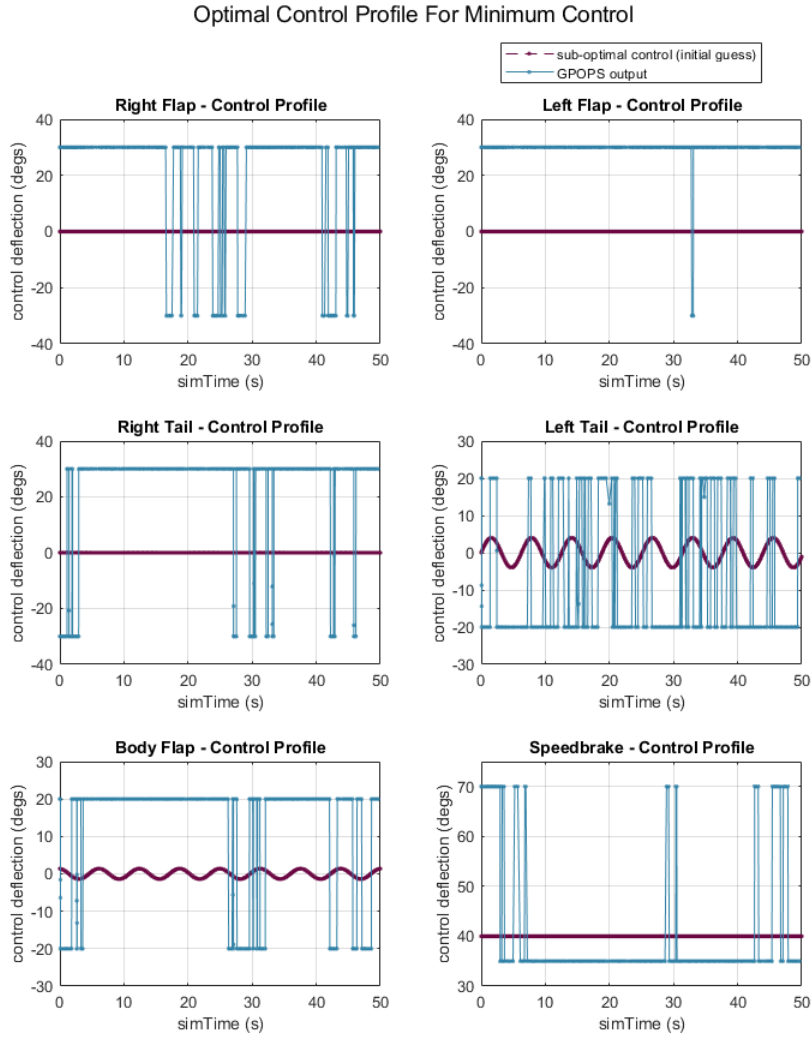 Optimal Control Profile For Minimum Control
sub-optimal control (initial guess)
GPOPS output
Right Flap - Control Profile
control deflection (degs)
40
20
0
-20
-40
0 10 20 30 40 50
simTime (s)
Left Flap - Control Profile
control deflection (degs)
40
20
0
-20
-40
0 10 20 30 40 50
simTime (s)
Right Tail - Control Profile
control deflection (degs)
40
20
0
-20
-40
0 10 20 30 40 50
simTime (s)
Left Tail - Control Profile
control deflection (degs)
30
20
10
0
-10
-20
-30
0 10 20 30 40 50
simTime (s)
Body Flap - Control Profile
control deflection (degs)
30
20
10
0
-10
-20
-30
0 10 20 30 40 50
simTime (s)
Speedbrake - Control Profile
control deflection (degs)
70
60
50
40
30
0 10 20 30 40 50
simTime (s)